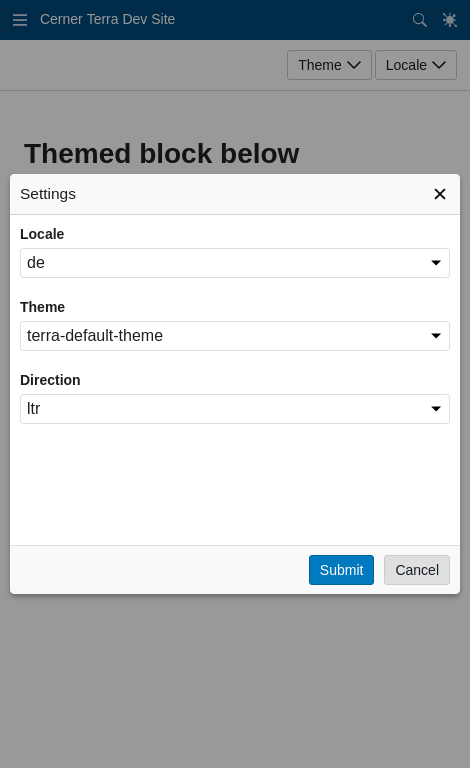 Cerner Terra Dev Site
Theme Locale
Themed block below
Settings
Locale
de
Theme
terra-default-theme
Direction
ltr
Submit Cancel